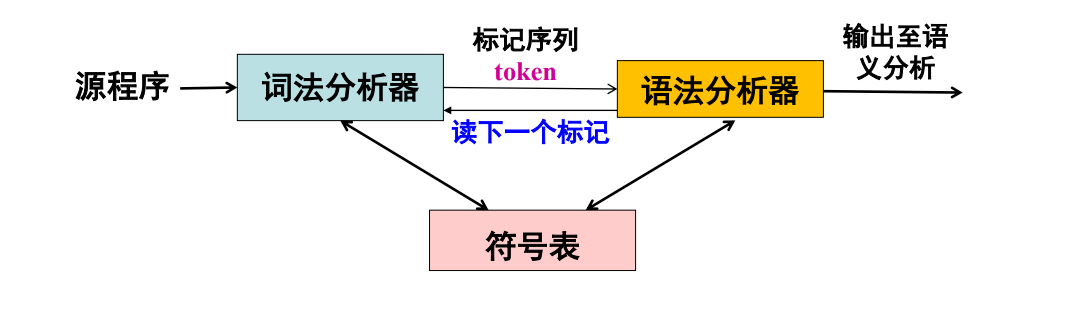 源程序
词法分析器
标记序列
token
读下一个标记
语法分析器
输出至语
义分析
符号表